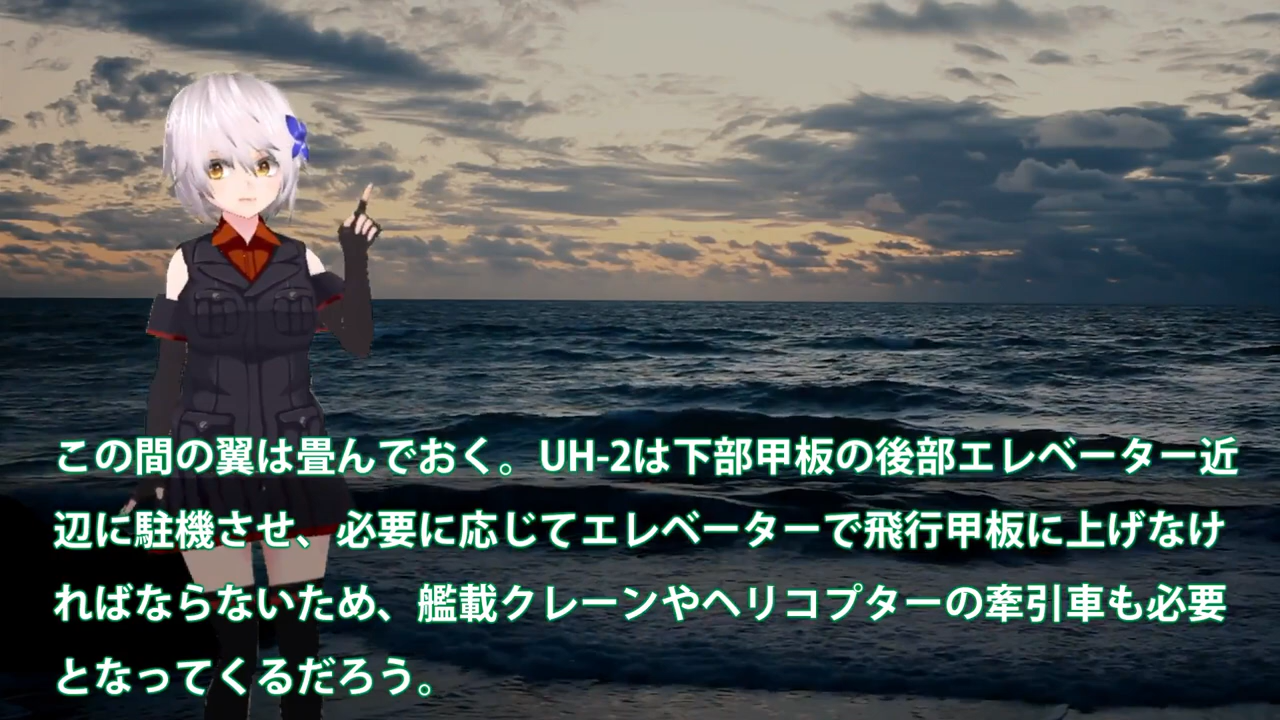 この間の翼は畳んでおく。UH-2は下部甲板の後部エレベーター近
辺に駐機させ、必要に応じてエレベーターで飛行甲板に上げなけ
ればならないため、艦載クレーンやヘリコプターの牽引車も必要
となってくるだろう。